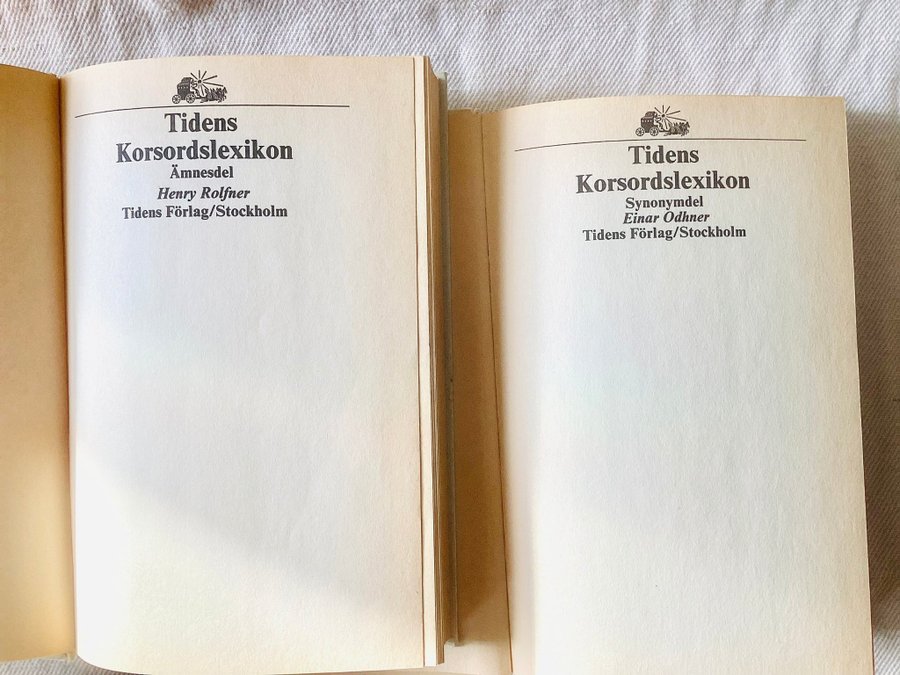 Tidens
Korsordslexikon
Ämnesdel
Henry Rolfner
Tidens Förlag/Stockholm
Tidens
Korsordslexikon
Synonymdel
Einar Odhner
Tidens Förlag/Stockholm